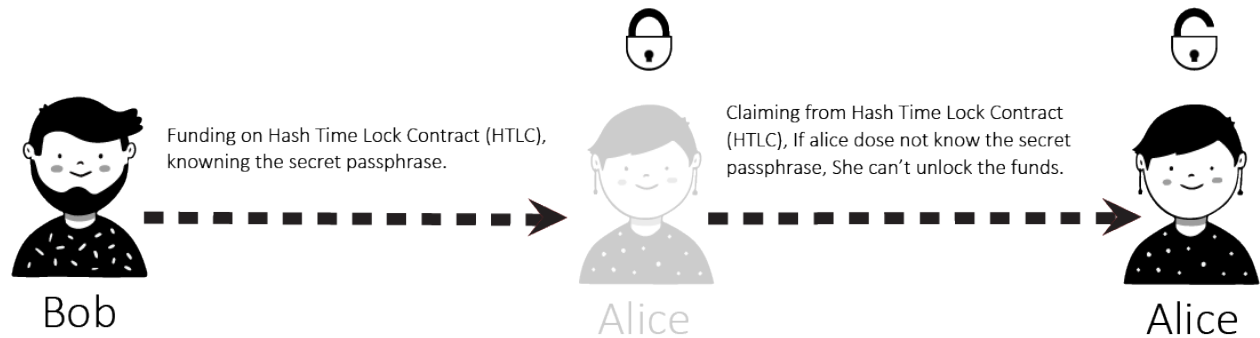 Funding on Hash Time Lock Contract (HTLC),
knowning the secret passphrase.
Claiming from Hash Time Lock Contract
(HTLC), If alice dose not know the secret
passphrase, She can't unlock the funds.
Bob
Alice
Alice